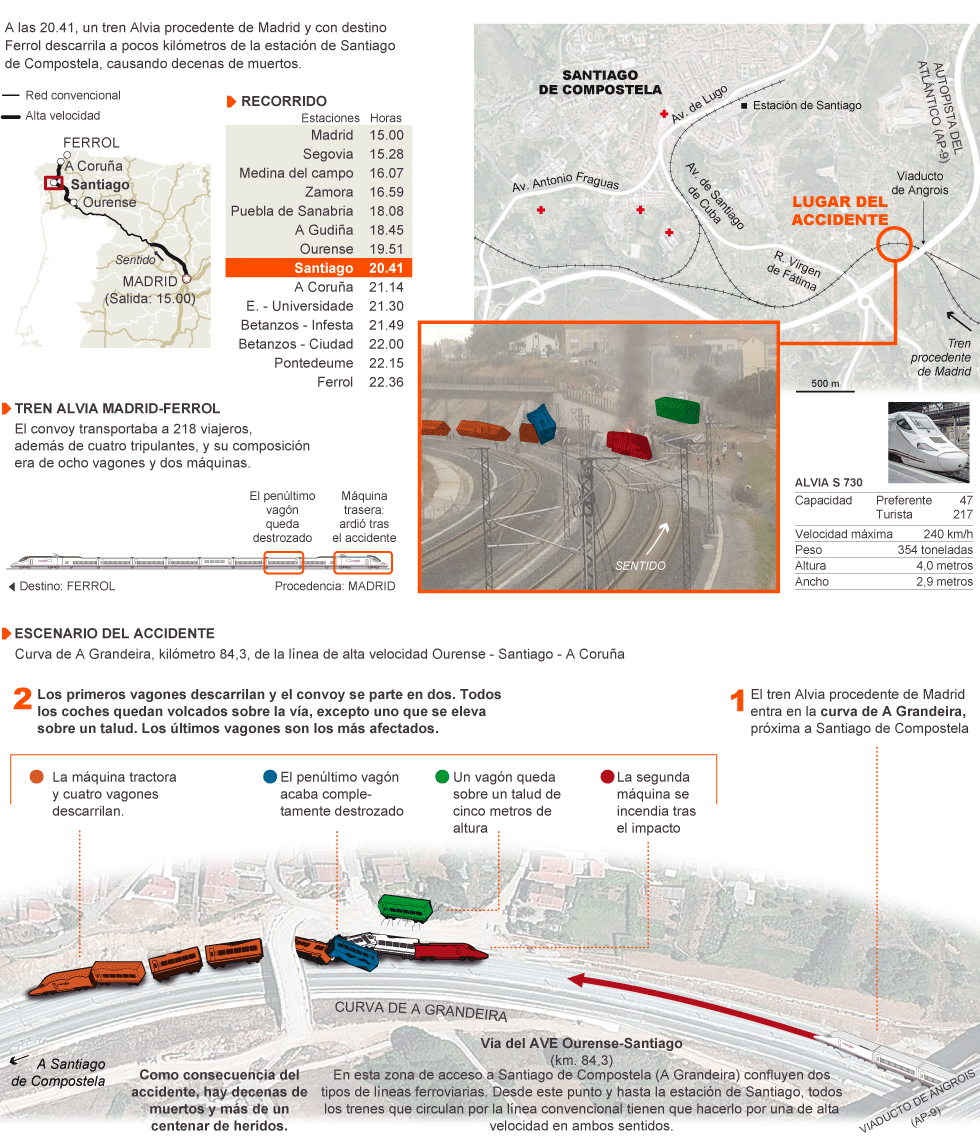 A las 20.41, un tren Alvia procedente de Madrid y con destino
Ferrol descarrila a pocos kilómetros de la estación de Santiago
de Compostela, causando decenas de muertos.
Red convencional
Alta velocidad
FERROL
A Coruña
Santiago
Ourense
Sentido
MADRID
(Salida: 15.00)
RECORRIDO
Estaciones Horas
Madrid 15.00
Segovia 15.28
Medina del campo 16.07
Zamora 16.59
Puebla de Sanabria 18.08
A Gudiña 18.45
Ourense 19.51
Santiago 20.41
A Coruña 21.14
E. - Universidade 21.30
Betanzos - Infesta 21.49
Betanzos - Ciudad 22.00
Pontedeume 22.15
Ferrol 22.36
SANTIAGO
DE COMPOSTELA
Av. de Lugo
Estación de Santiago
AUTOPISTA DEL
ATLÁNTICO (AP-9)
Av. Antonio Fraguas
Av. de Santiago
de Cuba
Viaducto
de Angrois
LUGAR DEL
ACCIDENTE
R. Virgen
de Fátima
Tren
procedente
de Madrid
500 m
SENTIDO
TREN ALVIA MADRID-FERROL
El convoy transportaba a 218 viajeros,
además de cuatro tripulantes, y su composición
era de ocho vagones y dos máquinas.
El penúltimo
vagón
queda
destrozado
Máquina
trasera:
ardió tras
el accidente
Destino: FERROL
Procedencia: MADRID
ALVIA S 730
Capacidad Preferente 47
Turista 217
Velocidad máxima 240 km/h
Peso 354 toneladas
Altura 4,0 metros
Ancho 2,9 metros
ESCENARIO DEL ACCIDENTE
Curva de A Grandeira, kilómetro 84,3, de la línea de alta velocidad Ourense - Santiago - A Coruña
2 Los primeros vagones descarrilan y el convoy se parte en dos. Todos
los coches quedan volcados sobre la vía, excepto uno que se eleva
sobre un talud. Los últimos vagones son los más afectados.
1 El tren Alvia procedente de Madrid
entra en la curva de A Grandeira,
próxima a Santiago de Compostela
La máquina tractora
y cuatro vagones
descarrilan.
El penúltimo vagón
acaba comple-
tamente destrozado
Un vagón queda
sobre un talud de
cinco metros de
altura
La segunda
máquina se
incendia tras
el impacto
CURVA DE A GRANDEIRA
A Santiago
de Compostela
Como consecuencia del
accidente, hay decenas de
muertos y más de un
centenar de heridos.
Vía del AVE Ourense-Santiago
(km. 84,3)
En esta zona de acceso a Santiago de Compostela (A Grandeira) confluyen dos
tipos de líneas ferroviarias. Desde este punto y hasta la estación de Santiago, todos
los trenes que circulan por la línea convencional tienen que hacerlo por una de alta
velocidad en ambos sentidos.
VIADUCTO DE ANGROIS
(AP-9)